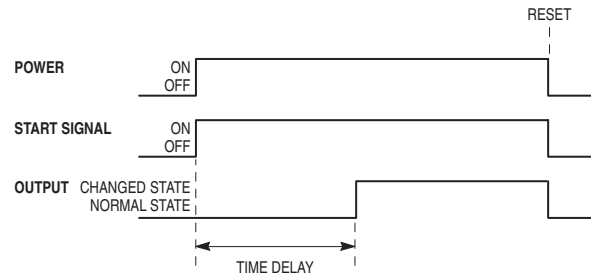 RESET
POWER ON
OFF
START SIGNAL ON
OFF
OUTPUT CHANGED STATE
NORMAL STATE
TIME DELAY